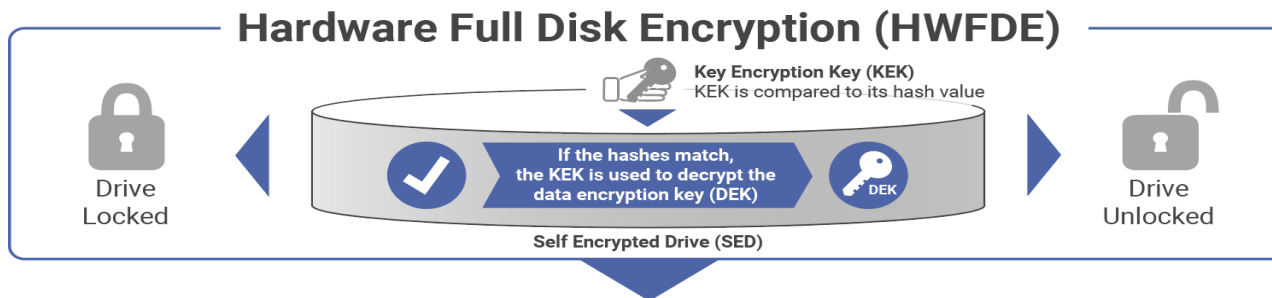 Hardware Full Disk Encryption (HWFDE)
Key Encryption Key (KEK)
KEK is compared to its hash value
If the hashes match,
the KEK is used to decrypt the
data encryption key (DEK)
DEK
Drive
Locked
Drive
Unlocked
Self Encrypted Drive (SED)